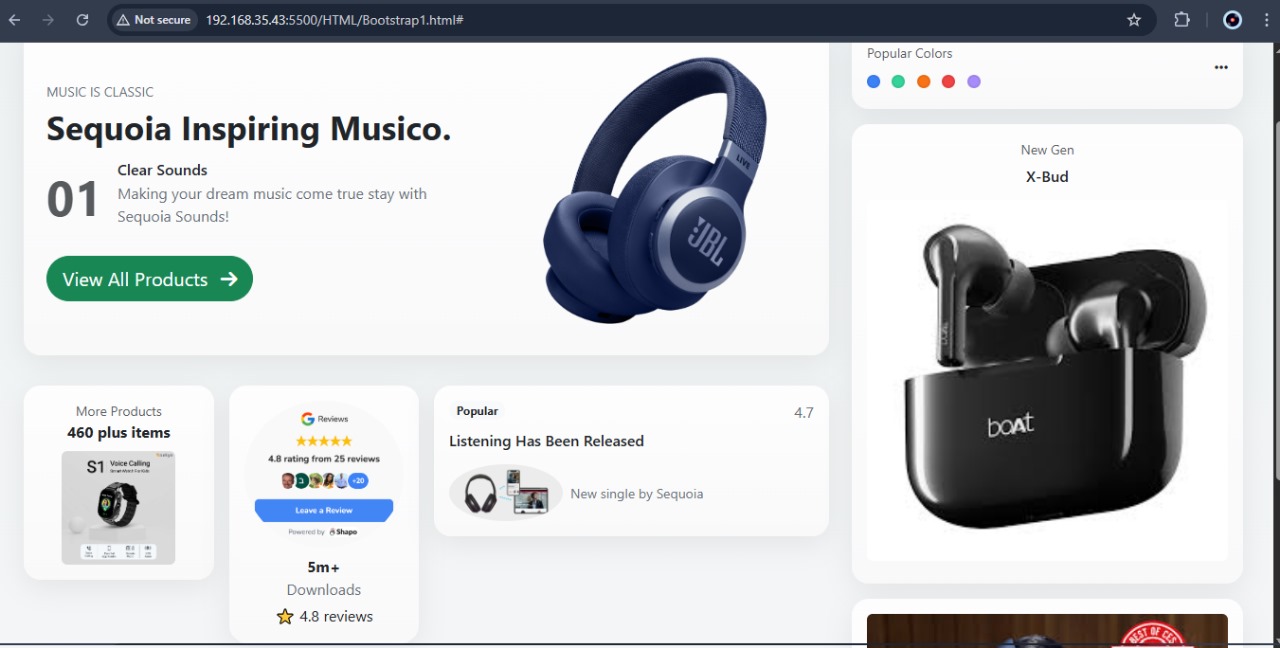 Not secure
192.168.35.43:5500/HTML/Bootstrap1.html#
MUSIC IS CLASSIC
Sequoia Inspiring Musico.
01
Clear Sounds
Making your dream music come true stay with
Sequoia Sounds!
View All Products
LIVE
JBL
Popular Colors
New Gen
X-Bud
boAt
More Products
460 plus items
S1 Voice Calling
Reviews
4.8 rating from 25 reviews
+20
Leave a Review
Powered by Shapo
5m+
Downloads
4.8 reviews
Popular
4.7
Listening Has Been Released
New single by Sequoia
BEST OF CES